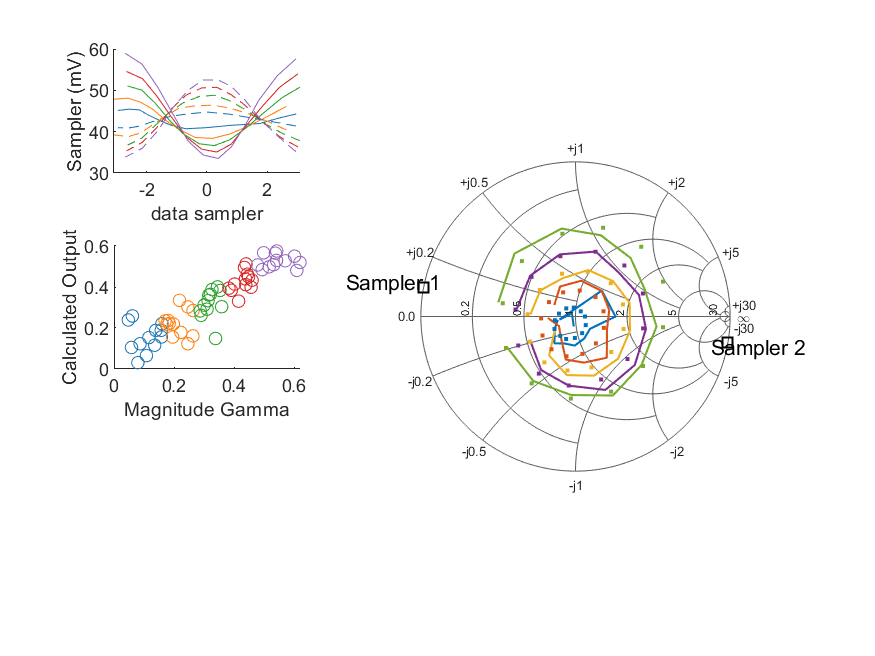 60
50
40
30
Sampler (mV)
-2 0 2
data sampler
0.6
0.4
0.2
0
Calculated Output
0 0.2 0.4 0.6
Magnitude Gamma
+j1
+j0.5 +j2
+j0.2 +j5
Sampler 1
0.0 0.2 0.5 1 2 5 30 +j30
∞
-j30
Sampler 2
-j0.2 -j5
-j0.5 -j2
-j1